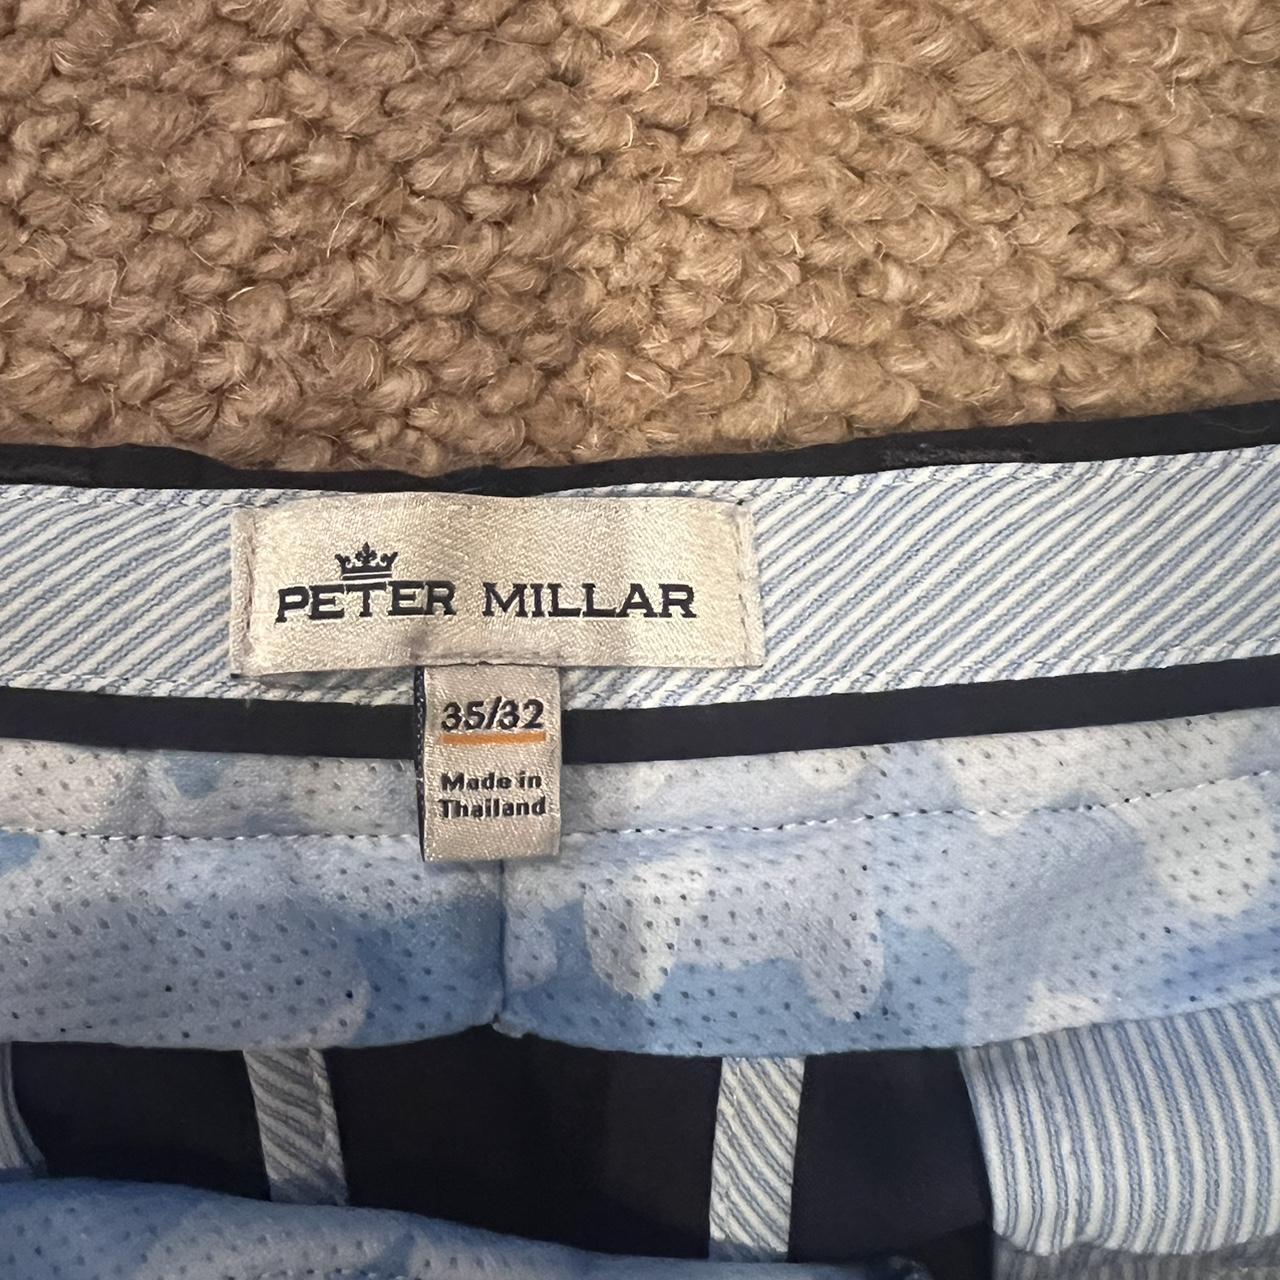 PETER MILLAR
35/32
Made in
Thailand